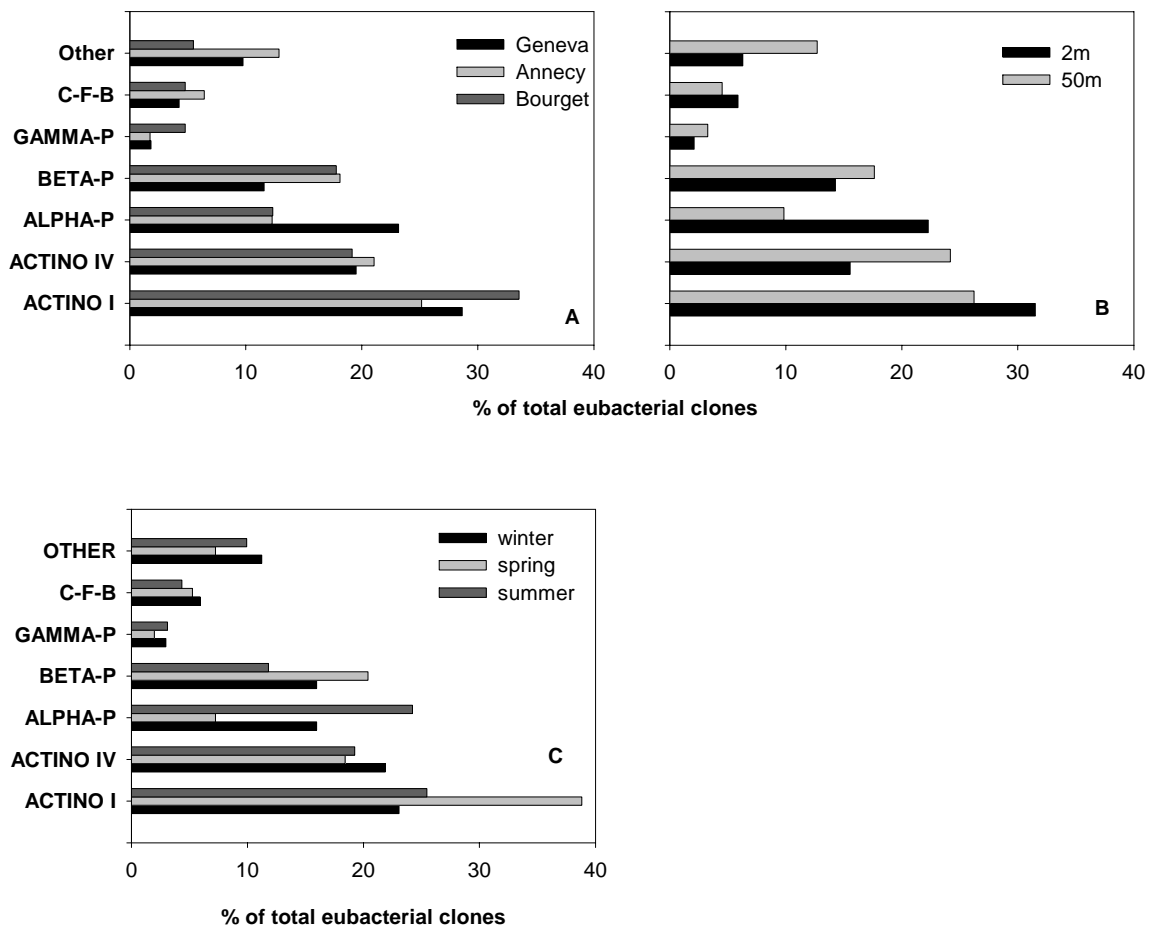 Other
C-F-B
GAMMA-P
BETA-P
ALPHA-P
ACTINO IV
ACTINO I
Geneva
Annecy
Bourget
A
0 10 20 30 40
2m
50m
B
0 10 20 30 40
% of total eubacterial clones
OTHER
C-F-B
GAMMA-P
BETA-P
ALPHA-P
ACTINO IV
ACTINO I
winter
spring
summer
C
0 10 20 30 40
% of total eubacterial clones